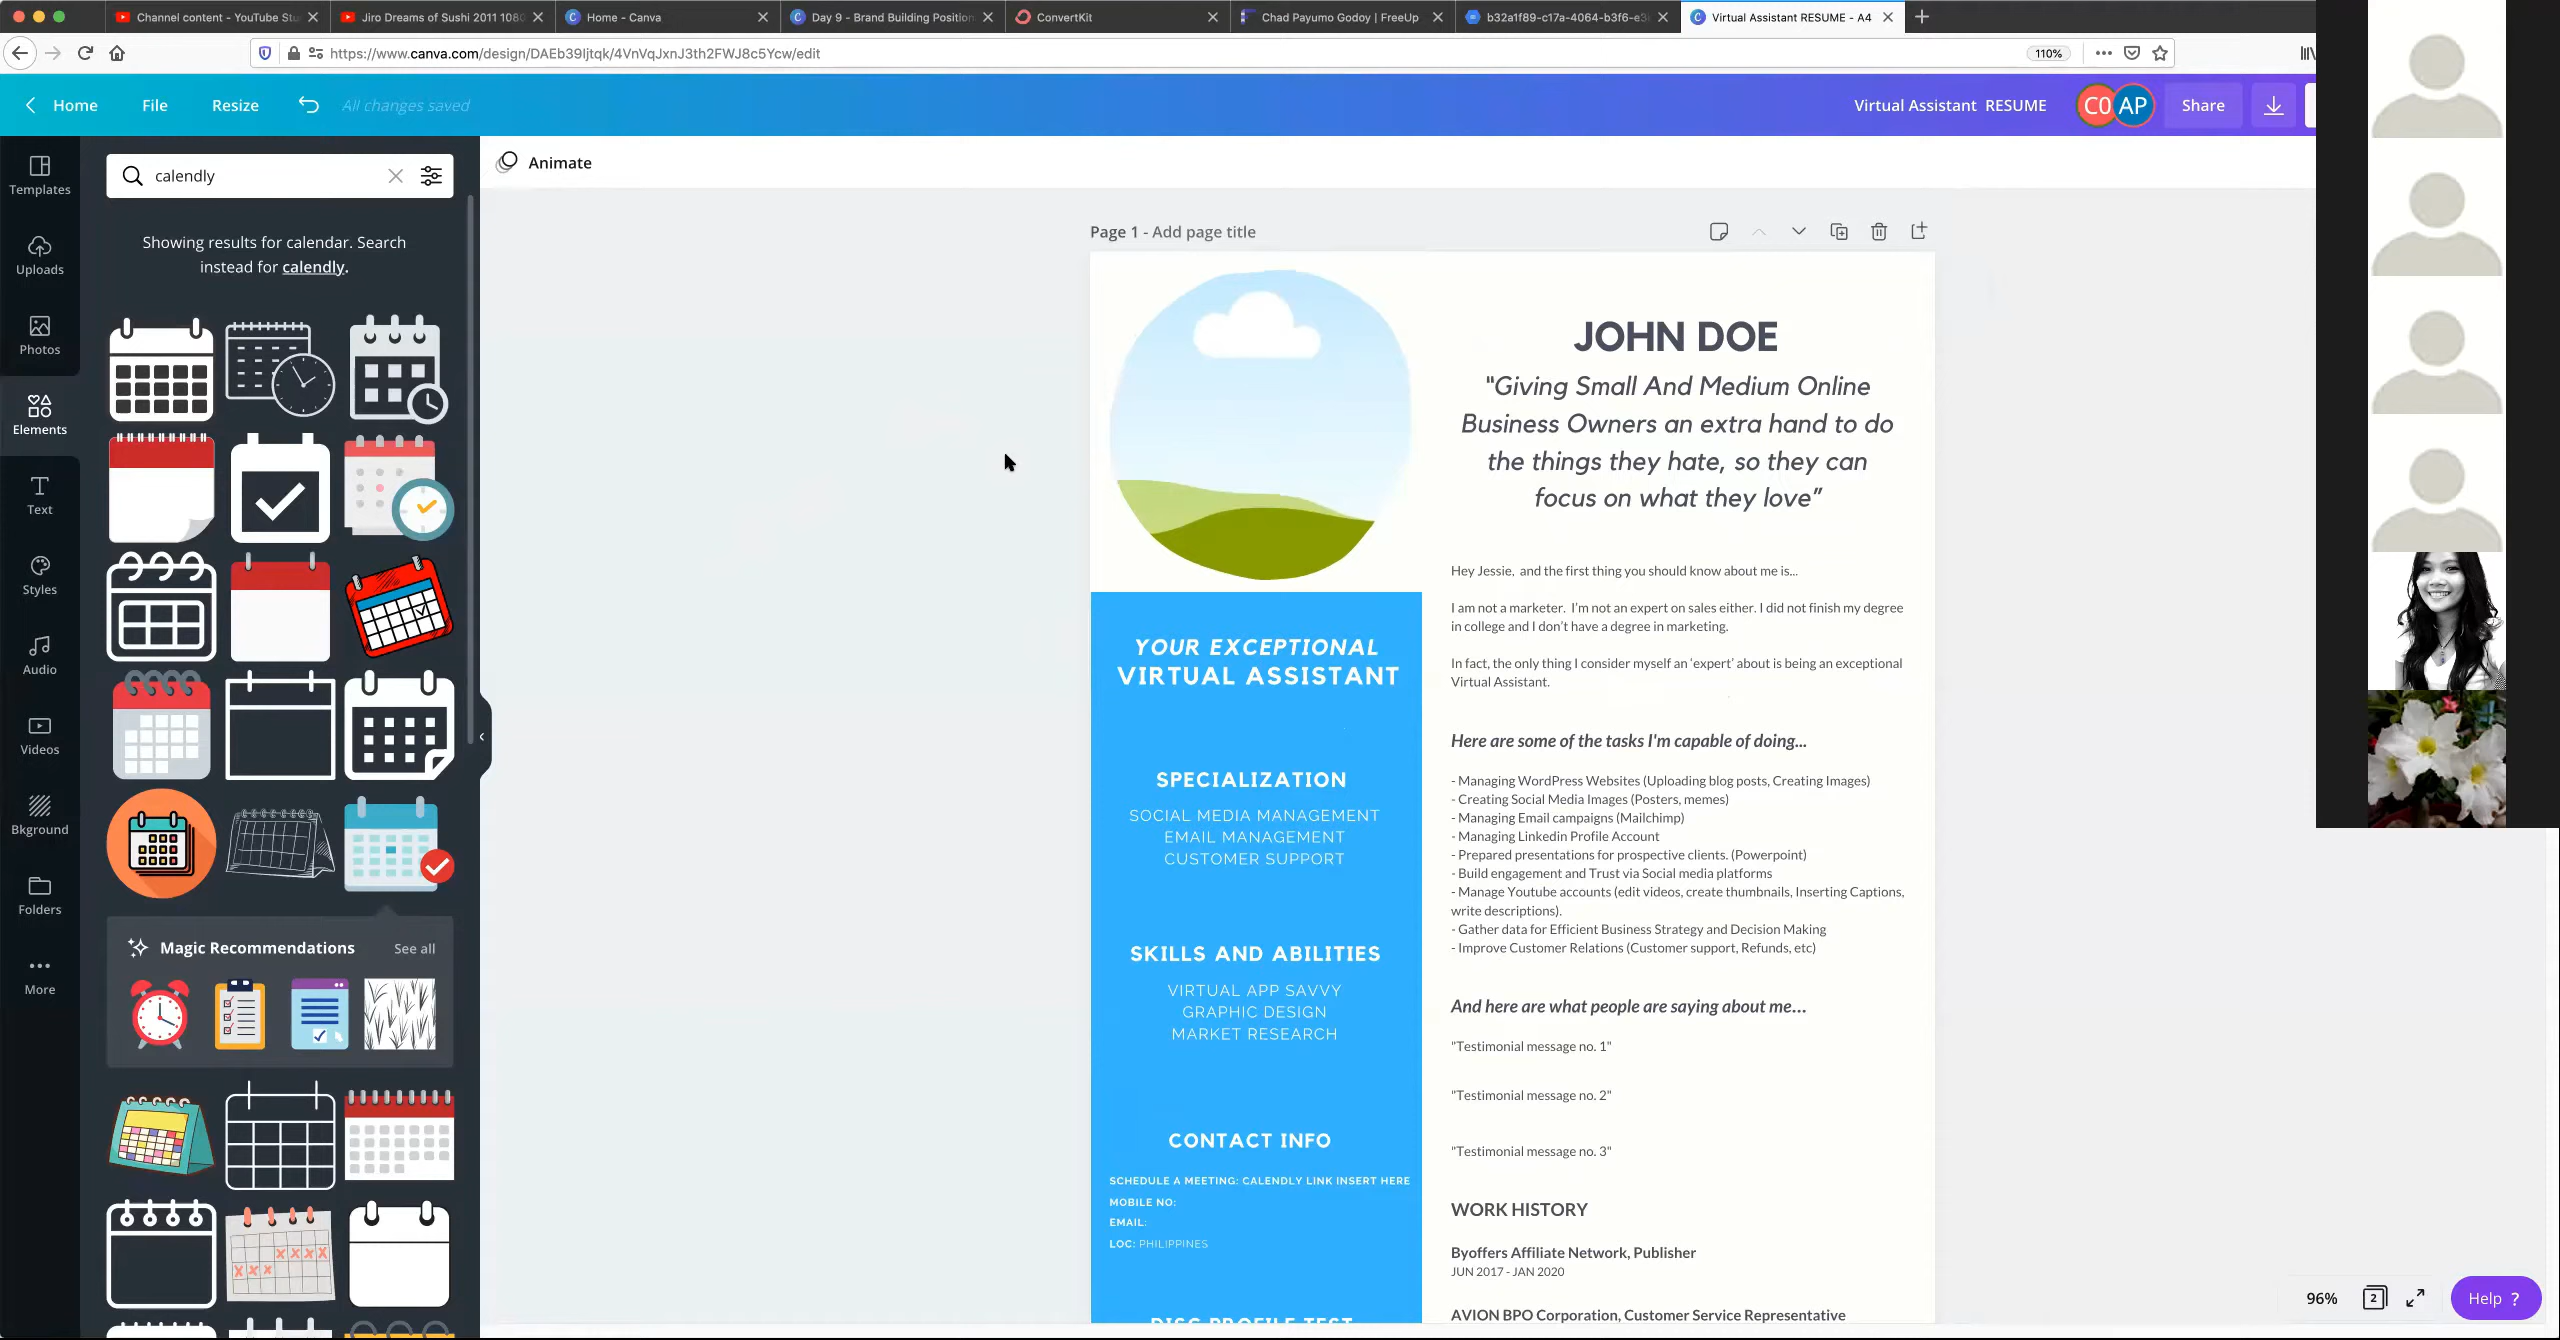 Channel content - YouTube Stu
Jiro Dreams of Sushi 2011 1080
Home - Canva
Day 9 - Brand Building Position
ConvertKit
Chad Payumo Godoy | FreeUp
b32a1f89-c17a-4064-b3f6-e3
Virtual Assistant RESUME - A4
https://www.canva.com/design/DAEb39Ijtqk/4VnVqJxnJ3th2FWJ8c5Ycw/edit
110%
Home
File
Resize
All changes saved
Virtual Assistant RESUME
CO
AP
Share
Templates
Uploads
Photos
Elements
Text
Styles
Audio
Videos
Bkground
Folders
More
calendly
Showing results for calendar. Search
instead for calendly.
Magic Recommendations
See all
Animate
Page 1 - Add page title
JOHN DOE
"Giving Small And Medium Online
Business Owners an extra hand to do
the things they hate, so they can
focus on what they love"
YOUR EXCEPTIONAL
VIRTUAL ASSISTANT
SPECIALIZATION
SOCIAL MEDIA MANAGEMENT
EMAIL MANAGEMENT
CUSTOMER SUPPORT
SKILLS AND ABILITIES
VIRTUAL APP SAVVY
GRAPHIC DESIGN
MARKET RESEARCH
CONTACT INFO
SCHEDULE A MEETING: CALENDLY LINK INSERT HERE
MOBILE NO:
EMAIL:
LOC: PHILIPPINES
DISC PROFILE TEST
Hey Jessie, and the first thing you should know about me is...
I am not a marketer. I'm not an expert on sales either. I did not finish my degree
in college and I don't have a degree in marketing.
In fact, the only thing I consider myself an 'expert' about is being an exceptional
Virtual Assistant.
Here are some of the tasks I'm capable of doing...
- Managing WordPress Websites (Uploading blog posts, Creating Images)
- Creating Social Media Images (Posters, memes)
- Managing Email campaigns (Mailchimp)
- Managing Linkedin Profile Account
- Prepared presentations for prospective clients. (Powerpoint)
- Build engagement and Trust via Social media platforms
- Manage Youtube accounts (edit videos, create thumbnails, Inserting Captions,
write descriptions).
- Gather data for Efficient Business Strategy and Decision Making
- Improve Customer Relations (Customer support, Refunds, etc)
And here are what people are saying about me...
"Testimonial message no. 1"
"Testimonial message no. 2"
"Testimonial message no. 3"
WORK HISTORY
Byoffers Affiliate Network, Publisher
JUN 2017 - JAN 2020
AVION BPO Corporation, Customer Service Representative
96%
2
Help ?